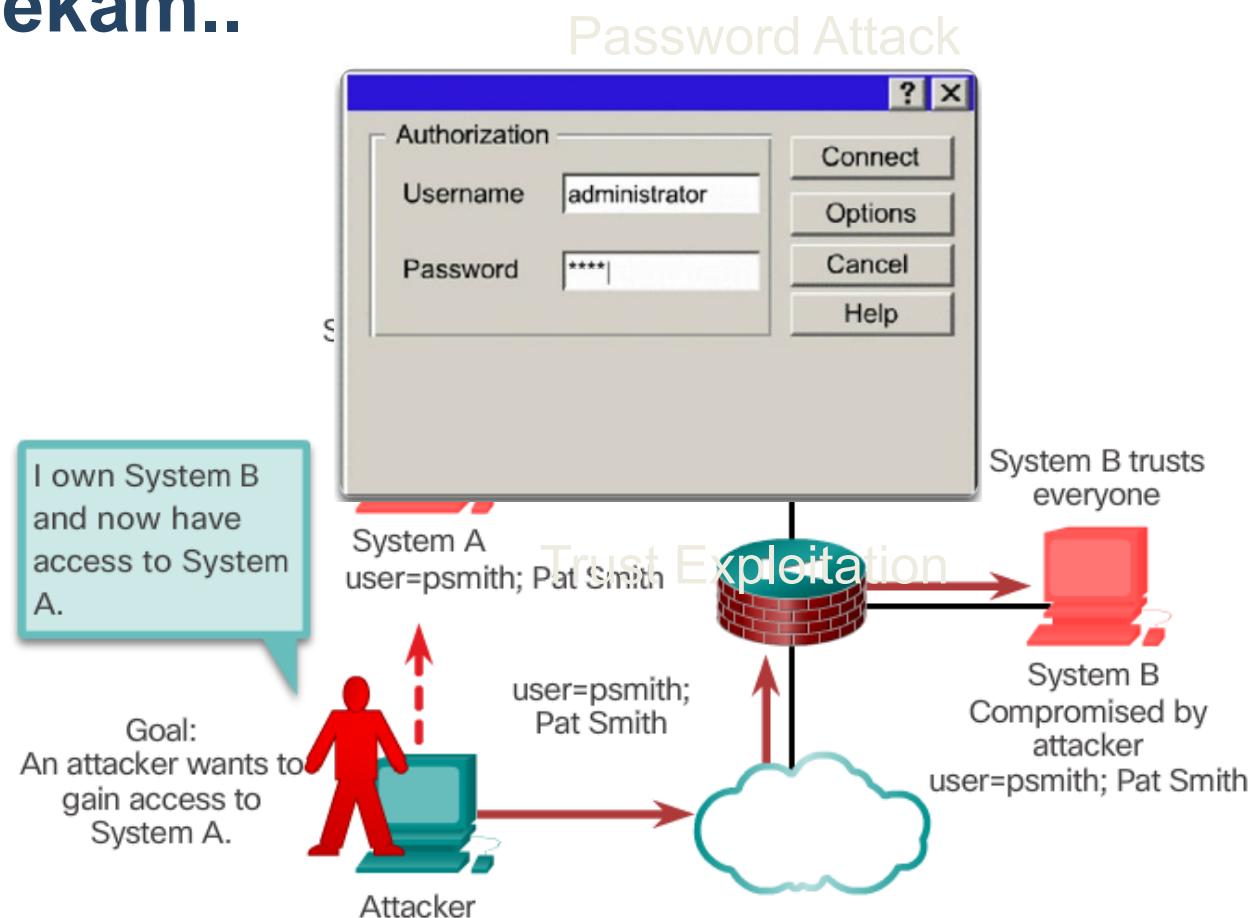 ekam..
Password Attack
? X
Authorization
Username administrator
Password ****
Connect
Options
Cancel
Help
S
I own System B
and now have
access to System
A.
System A
user=psmith; Pat Smith
Trust Exploitation
System B trusts
everyone
user=psmith;
Pat Smith
System B
Compromised by
attacker
user=psmith; Pat Smith
Goal:
An attacker wants to
gain access to
System A.
Attacker